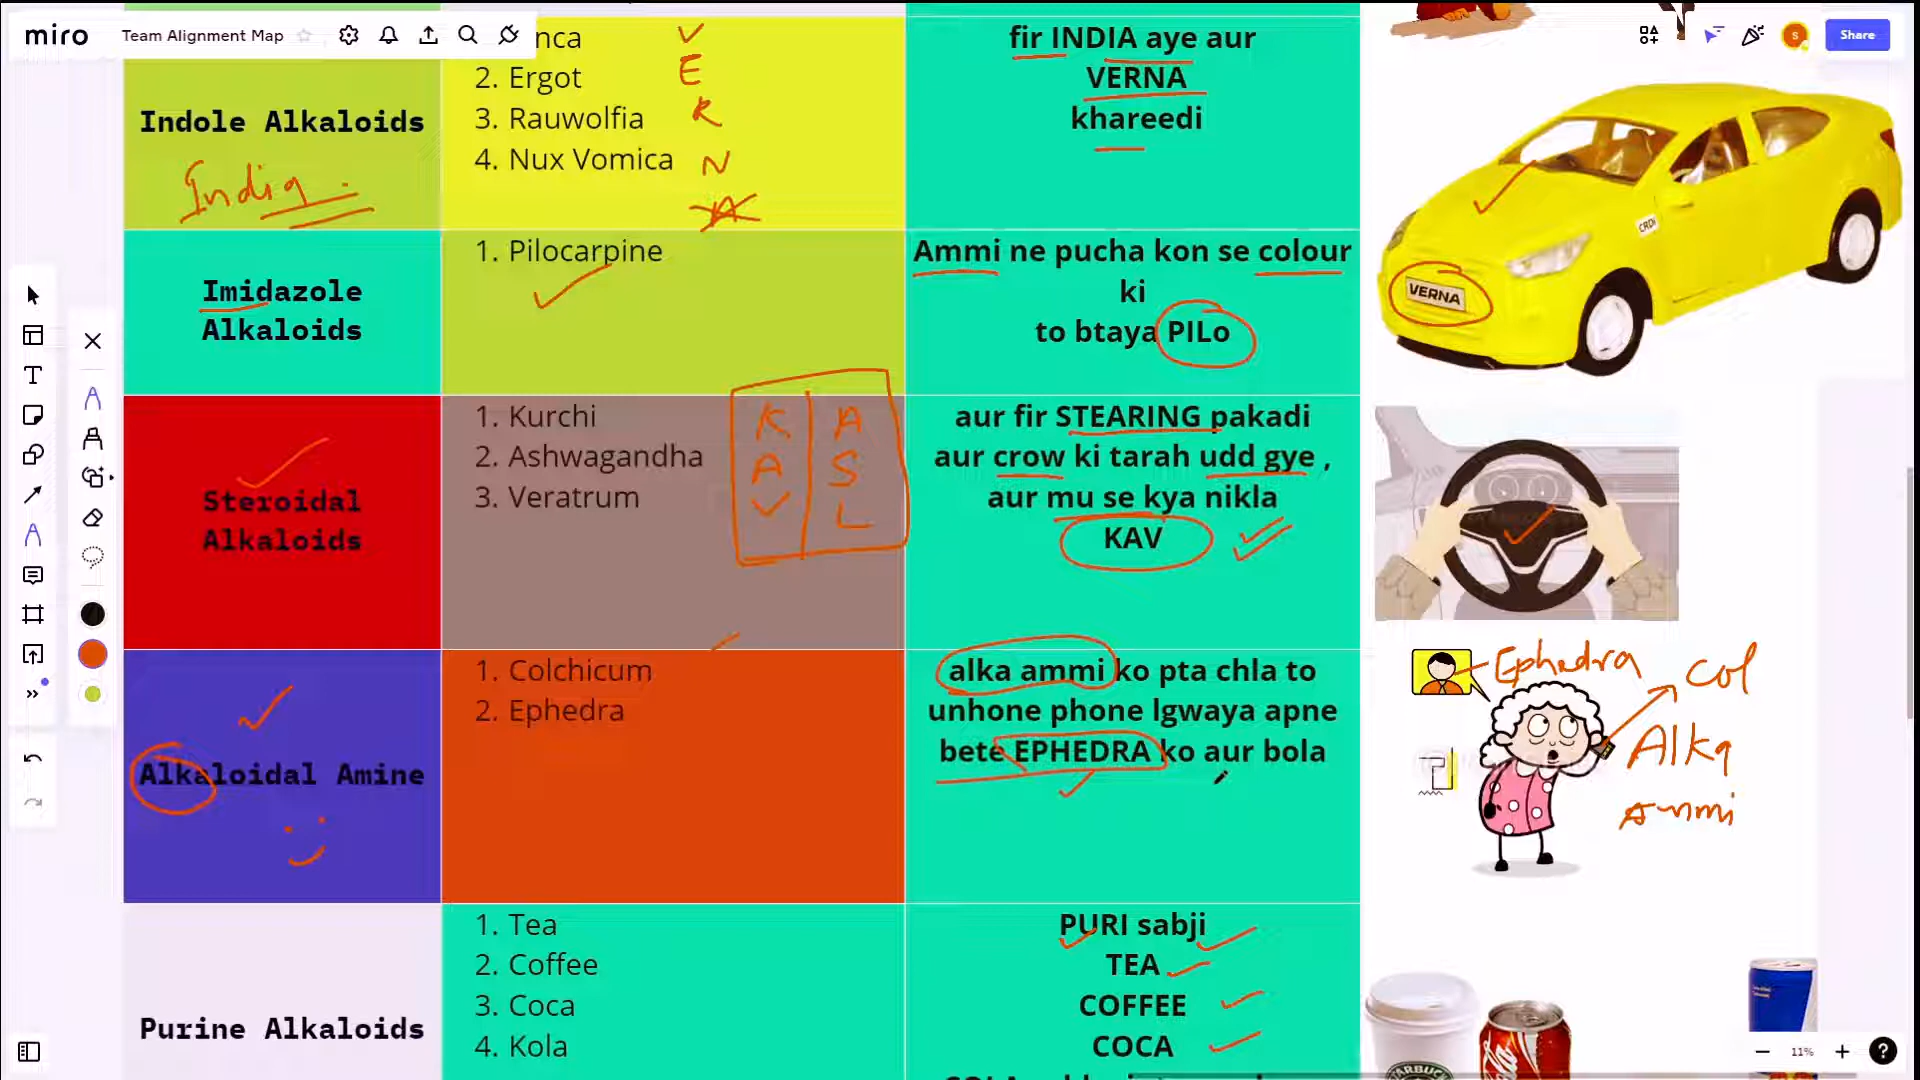 miro
Team Alignment Map
Share
s
Indole Alkaloids
India
2. Ergot
3. Rauwolfia
4. Nux Vomica
V
E
R
N
A
fir INDIA aye aur
VERNA
khareedi
CRDi
VERNA
Imidazole
Alkaloids
1. Pilocarpine
Ammi ne pucha kon se colour
ki
to btaya PILo
Steroidal
Alkaloids
1. Kurchi
2. Ashwagandha
3. Veratrum
K A
A S
V L
aur fir STEARING pakadi
aur crow ki tarah udd gye ,
aur mu se kya nikla
KAV
Alkaloidal Amine
1. Colchicum
2. Ephedra
alka ammi ko pta chla to
unhone phone lgwaya apne
bete EPHEDRA ko aur bola
Ephedra
Col
Alka
Ammi
Purine Alkaloids
1. Tea
2. Coffee
3. Coca
4. Kola
PURI sabji
TEA
COFFEE
COCA
11%